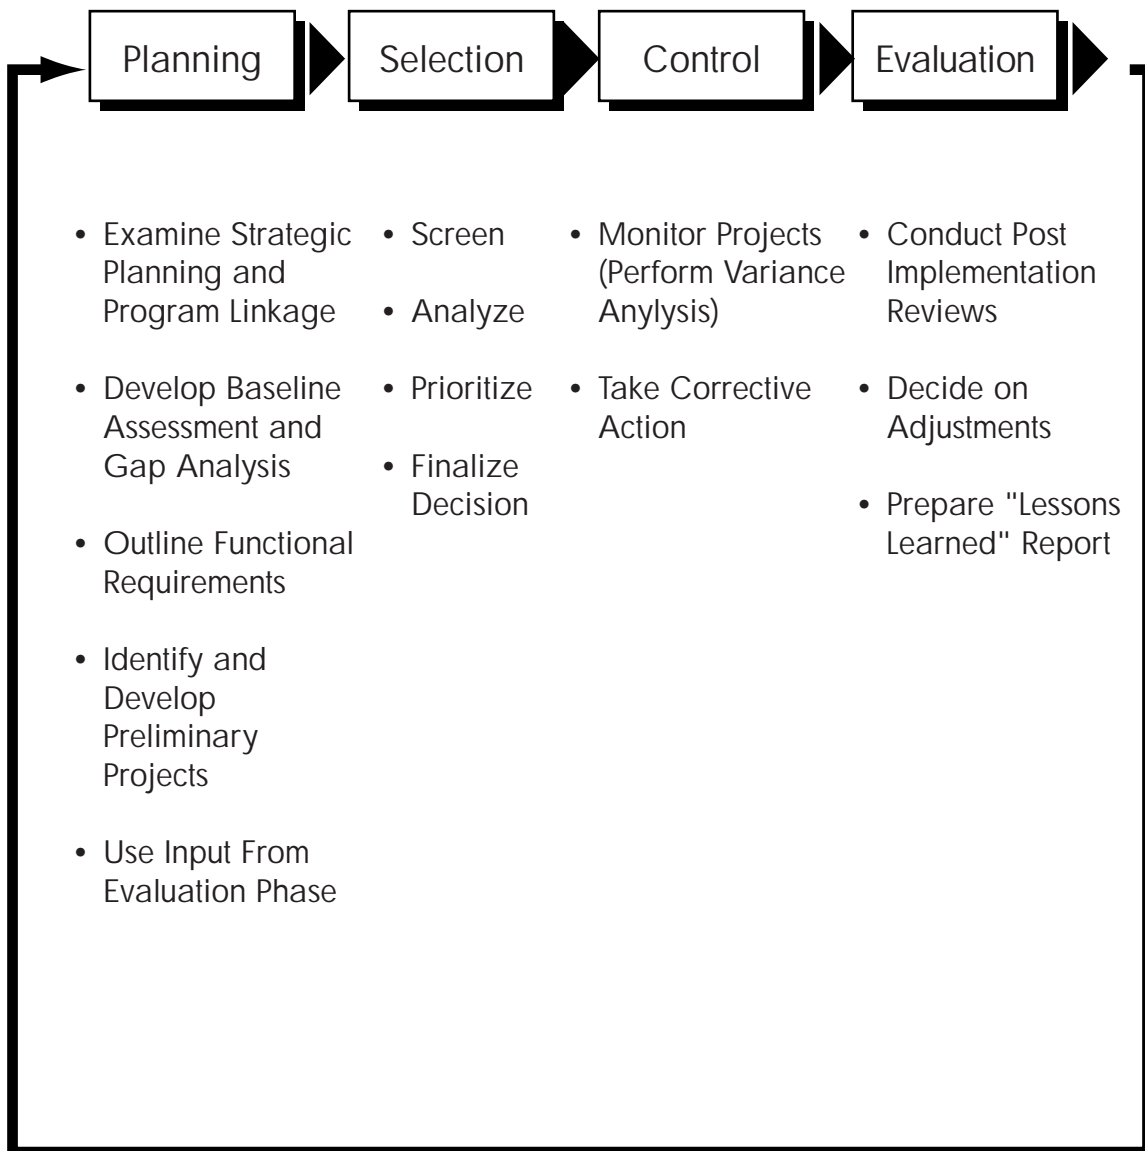 Planning
Selection
Control
Evaluation
• Examine Strategic
Planning and
Program Linkage
• Develop Baseline
Assessment and
Gap Analysis
• Outline Functional
Requirements
• Identify and
Develop
Preliminary
Projects
• Use Input From
Evaluation Phase
• Screen
• Analyze
• Prioritize
• Finalize
Decision
• Monitor Projects
(Perform Variance
Anylysis)
• Take Corrective
Action
• Conduct Post
Implementation
Reviews
• Decide on
Adjustments
• Prepare "Lessons
Learned" Report